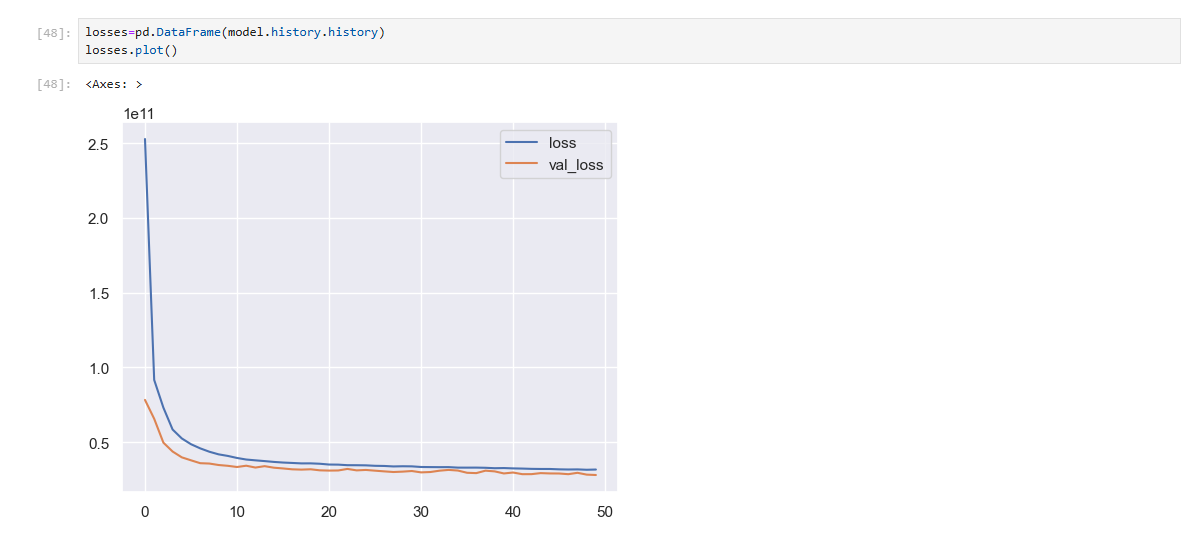 [48]: losses=pd.DataFrame(model.history.history)
losses.plot()
[48]: <Axes: >
1e11
loss
val_loss
2.5
2.0
1.5
1.0
0.5
0 10 20 30 40 50